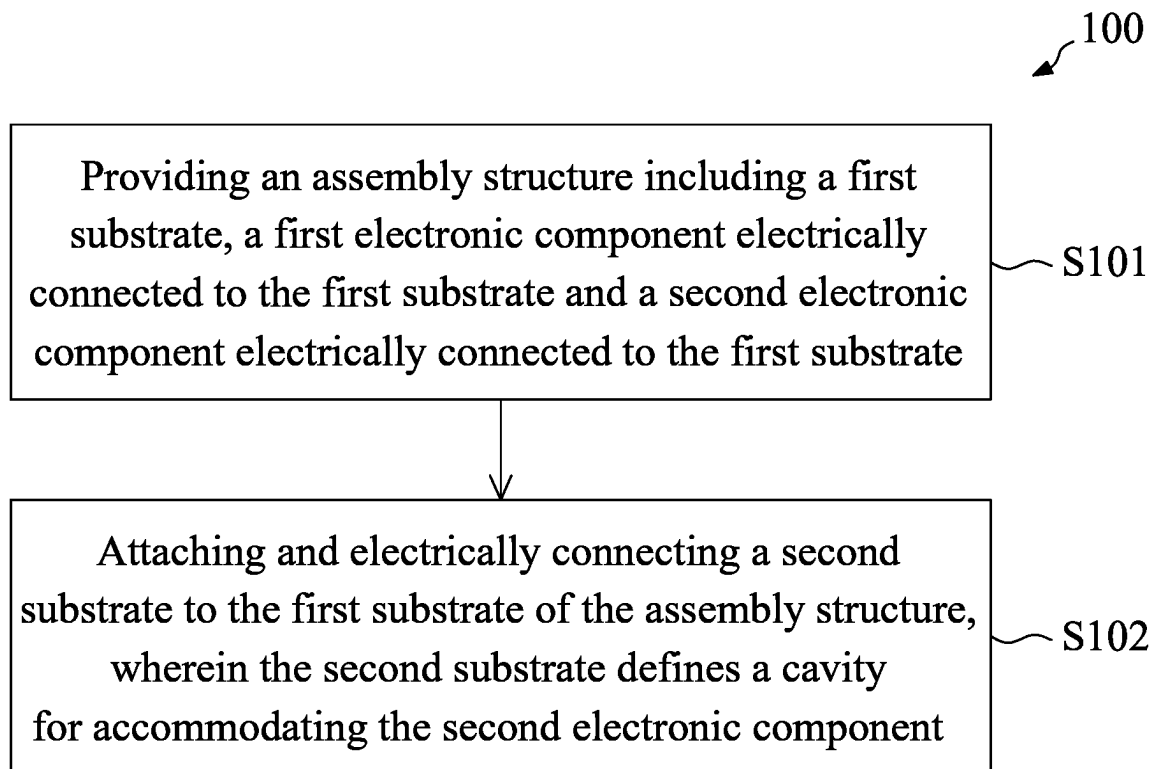 100
Providing an assembly structure including a first
substrate, a first electronic component electrically
connected to the first substrate and a second electronic
component electrically connected to the first substrate
S101
Attaching and electrically connecting a second
substrate to the first substrate of the assembly structure,
wherein the second substrate defines a cavity
for accommodating the second electronic component
S102